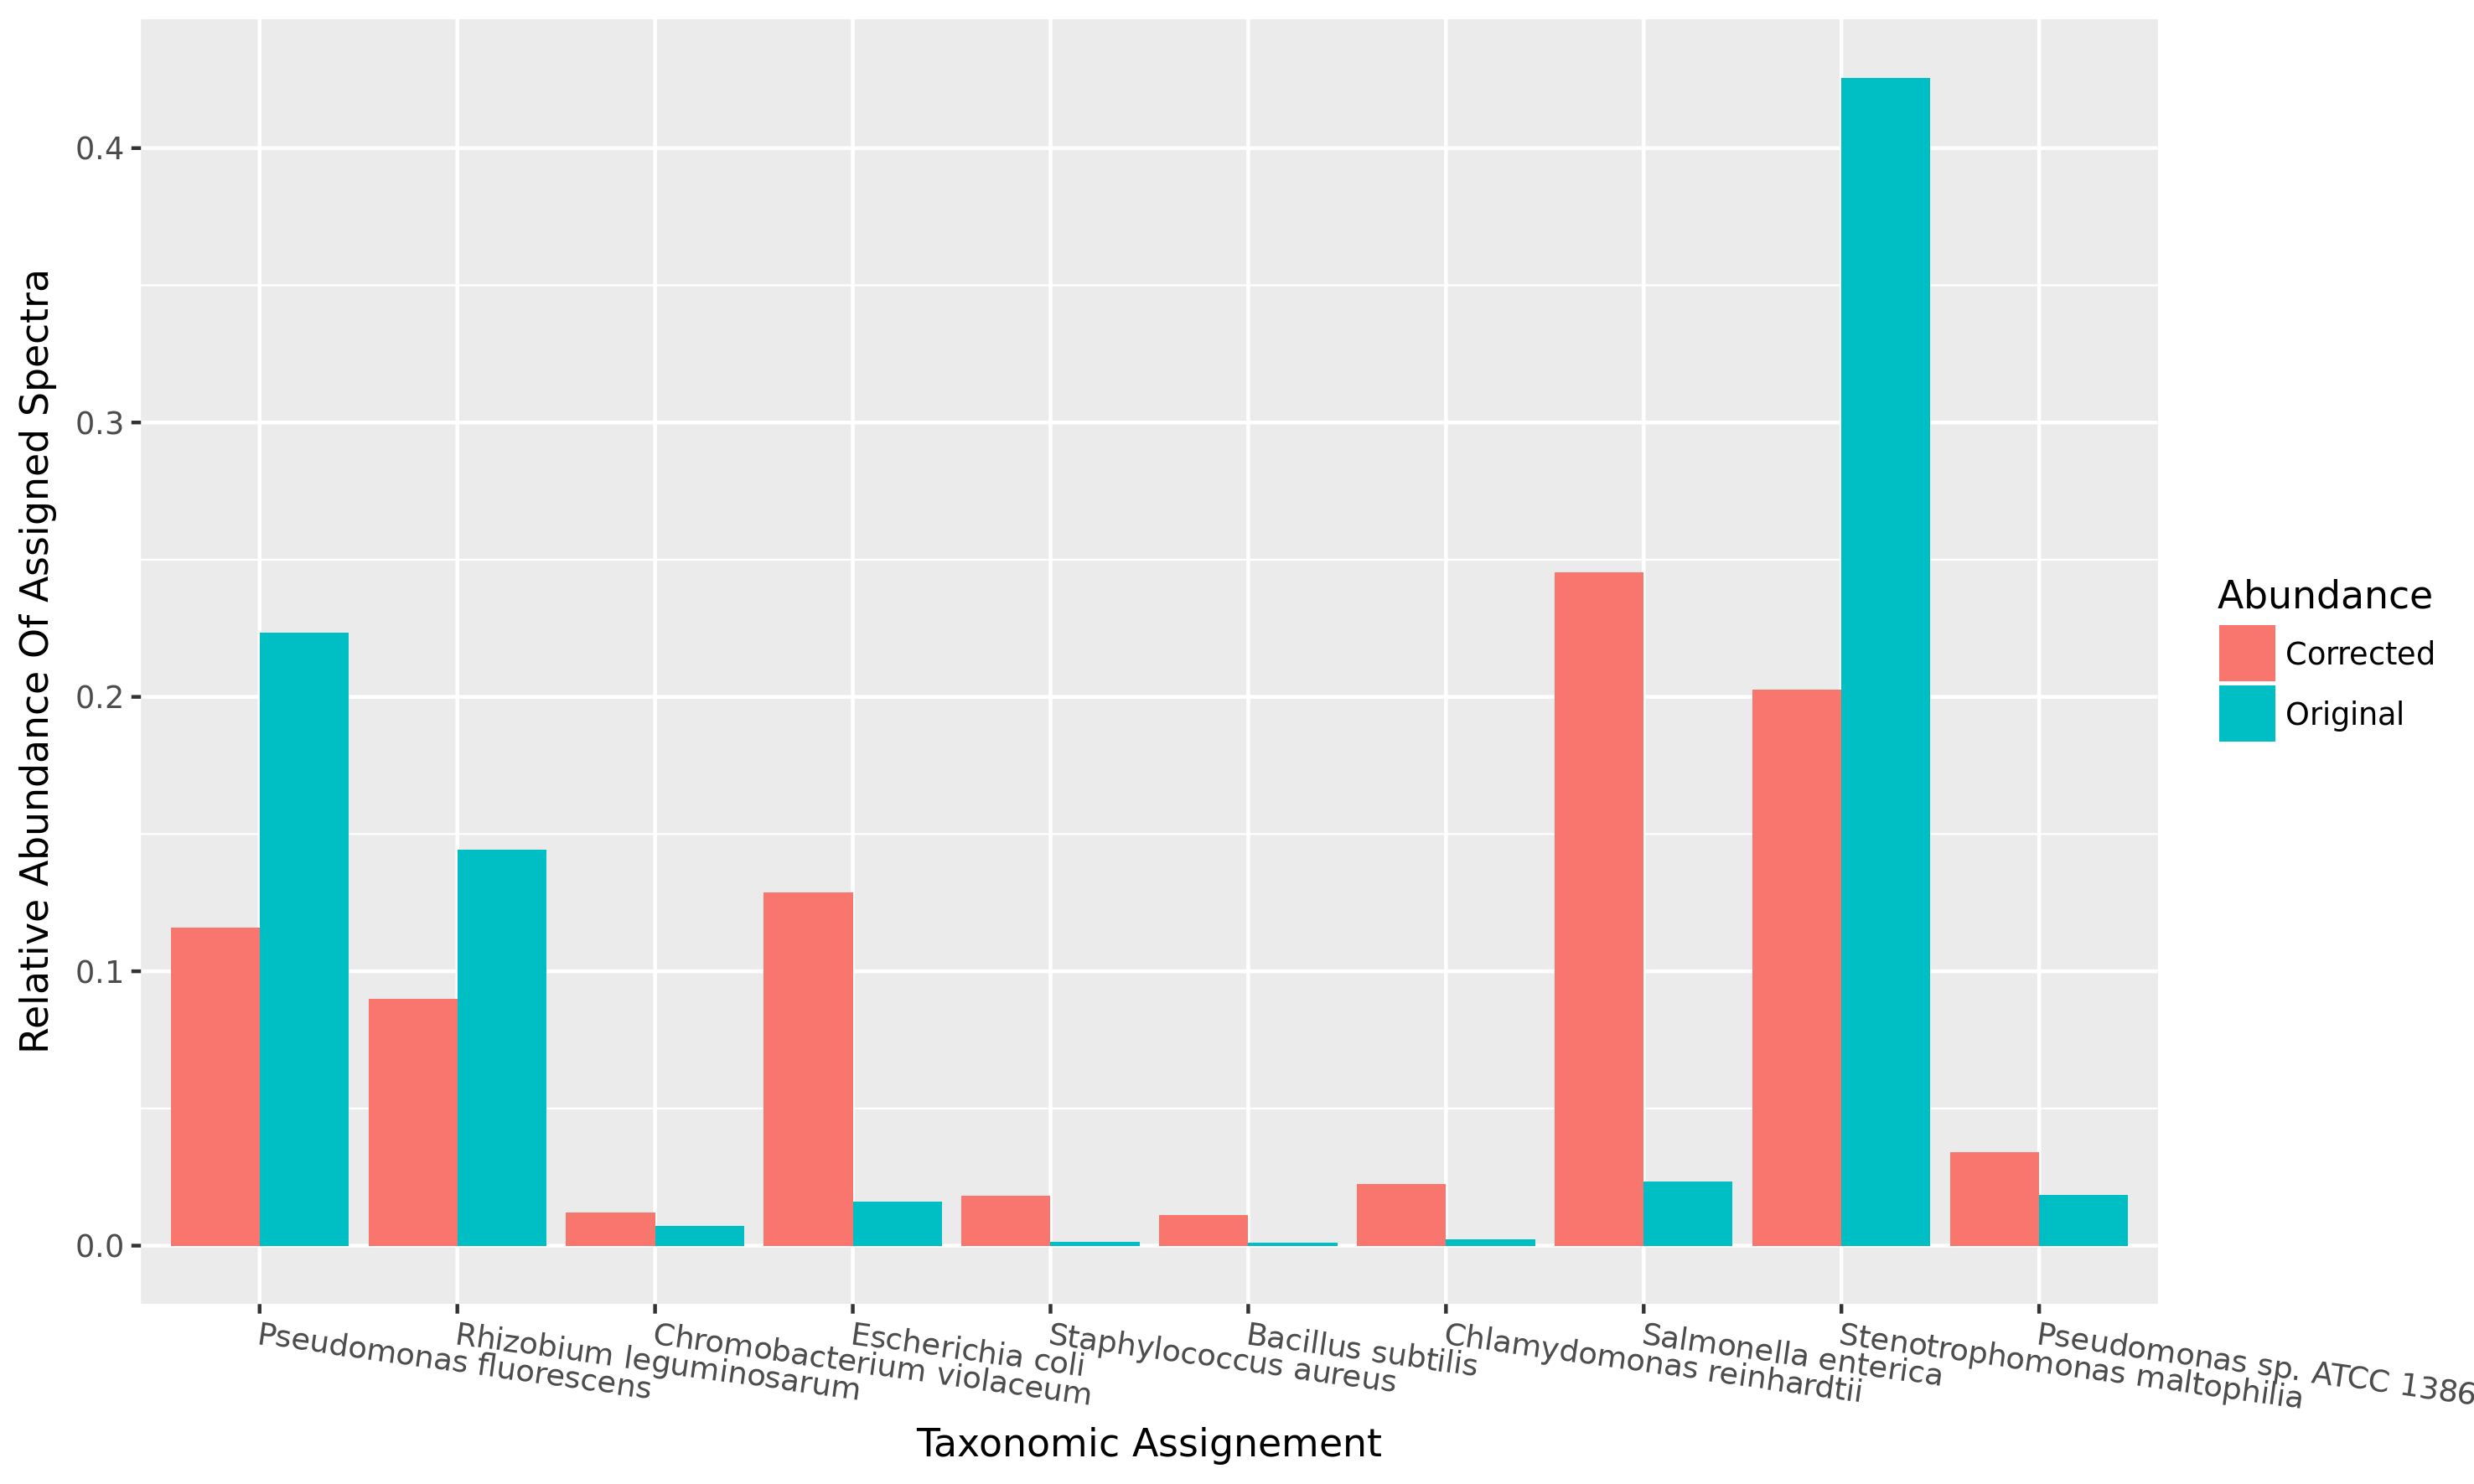 Relative Abundance Of Assigned Spectra
0.4
0.3
0.2
0.1
0.0
Pseudomonas fluorescens
Rhizobium leguminosarum
Chromobacterium violaceum
Escherichia coli
Staphylococcus aureus
Bacillus subtilis
Chlamydomonas reinhardtii
Salmonella enterica
Stenotrophomonas maltophilia
Pseudomonas sp. ATCC 1386
Taxonomic Assignement
Abundance
Corrected
Original